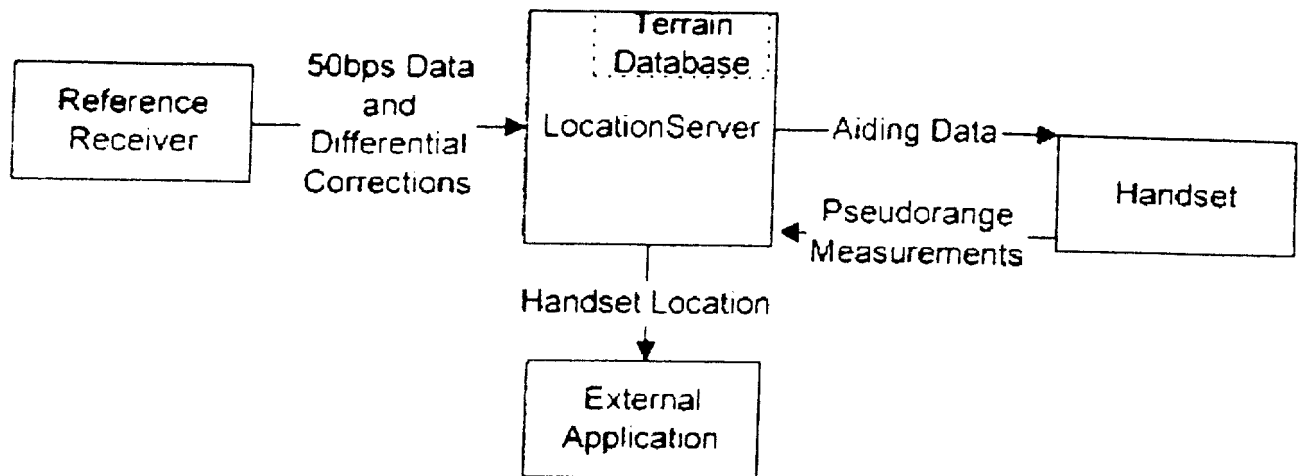 Terrain
Database
50bps Data
and
Differential
Corrections
Reference
Receiver
LocationServer
Aiding Data
Handset
Pseudorange
Measurements
Handset Location
External
Application